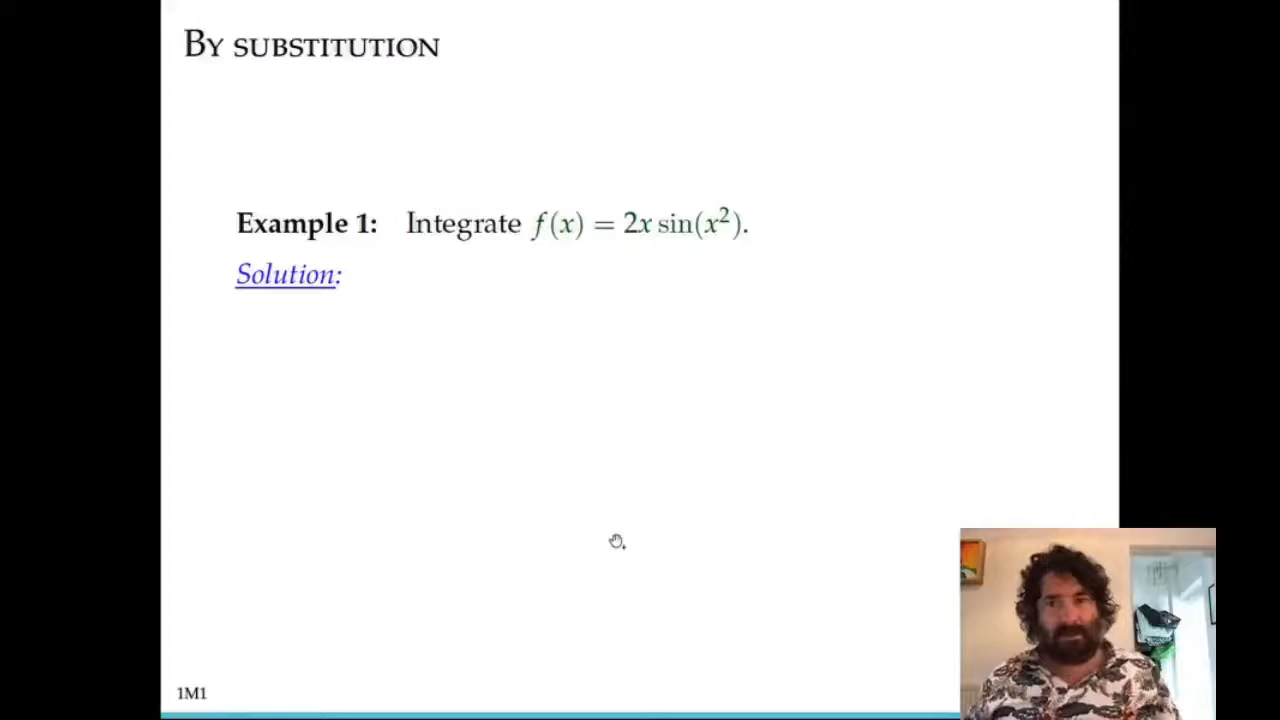 BY SUBSTITUTION
Example 1: Integrate f(x) = 2x sin(x²).
Solution:
1M1